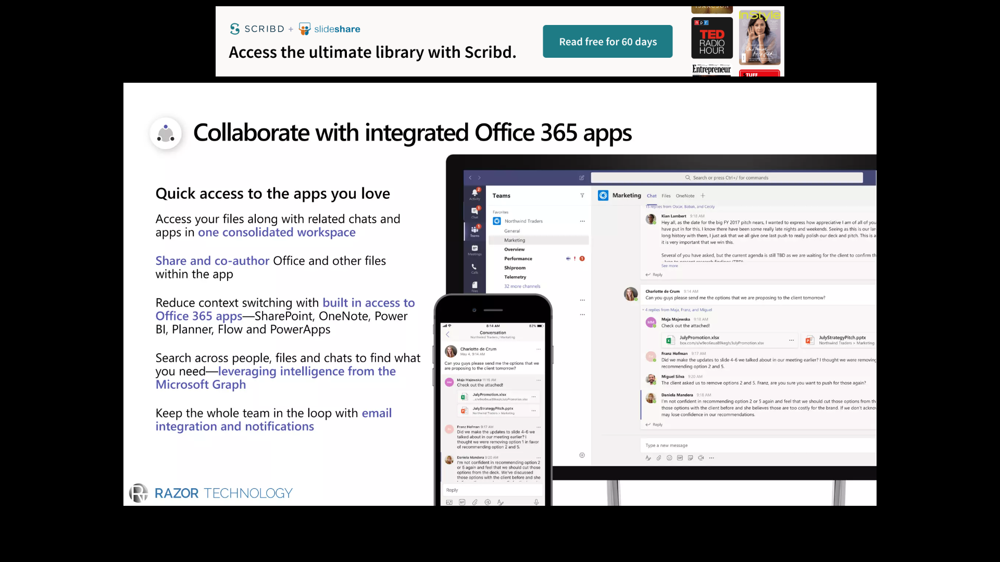 SCRIBD + slideshare
Access the ultimate library with Scribd.
Read free for 60 days
npr
TED
RADIO
HOUR
Entrepreneur
InStyle
Collaborate with integrated Office 365 apps
Quick access to the apps you love
Access your files along with related chats and
apps in one consolidated workspace
Share and co-author Office and other files
within the app
Reduce context switching with built in access to
Office 365 apps—SharePoint, OneNote, Power
BI, Planner, Flow and PowerApps
Search across people, files and chats to find what
you need—leveraging intelligence from the
Microsoft Graph
Keep the whole team in the loop with email
integration and notifications
RAZOR TECHNOLOGY
Search or press Ctrl+/ for commands
Activity
Chat
Teams
Meetings
Calls
Files
Teams
Favorites
Northwind Traders
General
Marketing
Overview
Performance
Shiproom
Telemetry
32 more channels
Marketing Chat Files OneNote
15 replies from Oscar, Babak, and Cecily
Kian Lambert 9:18 AM
Hey all, as the date for the big FY 2017 pitch nears, I wanted to express how appreciative I am of all of you
have put in for this. I know there have been some really late nights and weekends. Seeing as this is our lar
long history with them, I just ask that we all give one last push to really polish our deck and pitch. This is a
it is very important that we win this.
Several of you have asked, but the current agenda is still TBD as we are waiting for the client to confirm th
See more
Reply
Charlotte de Crum 9:14 AM
Can you guys please send me the options that we are proposing to the client tomorrow?
4 replies from Maja, Franz, and Miguel
MM
Maja Majewska 9:18 AM
Check out the attached!
JulyPromotion.xlsx
box.com/s/w9eo6eua89kegh/JulyPromotion.xlsx
JulyStrategyPitch.pptx
Northwind Traders > Marketing
Franz Hofman 9:17 AM
Did we make the updates to slide 4-6 we talked about in our meeting earlier? I thought we were removing
recommending option 2 and 5.
Miguel Silva 9:20 AM
The client asked us to remove options 2 and 5. Franz, are you sure you want to push for those again?
Daniela Mandera 9:18 AM
I'm not confident in recommending option 2 or 5 again and feel that we should cut those options from th
those options with the client before and she believes those are too costly for the brand. If we don't acknow
may lose confidence in our recommendations.
Reply
Type a new message
8:14 AM 82%
Conversation
Northwind Traders / Marketing
Charlotte de Crum
May 4, 9:14 AM
Can you guys please send me the options that we
are proposing to the client tomorrow?
Maja Majewska 11:16 AM
Check out the attached!
JulyPromotion.xlsx
...s/w9eo6eua89kegh/JulyPromotion.xlsx
JulyStrategyPitch.pptx
Northwind Traders > Marketing
Franz Hofman 9:17 AM
Did we make the updates to slide 4-6 we
talked about in our meeting earlier? I
thought we were removing option 1 in favor
of recommending option 2 and 5.
Daniela Mandera 9:20 AM
I'm not confident in recommending option 2
or 5 again and feel that we should cut those
options from the deck. We've discussed
those options with the client before and she
Reply